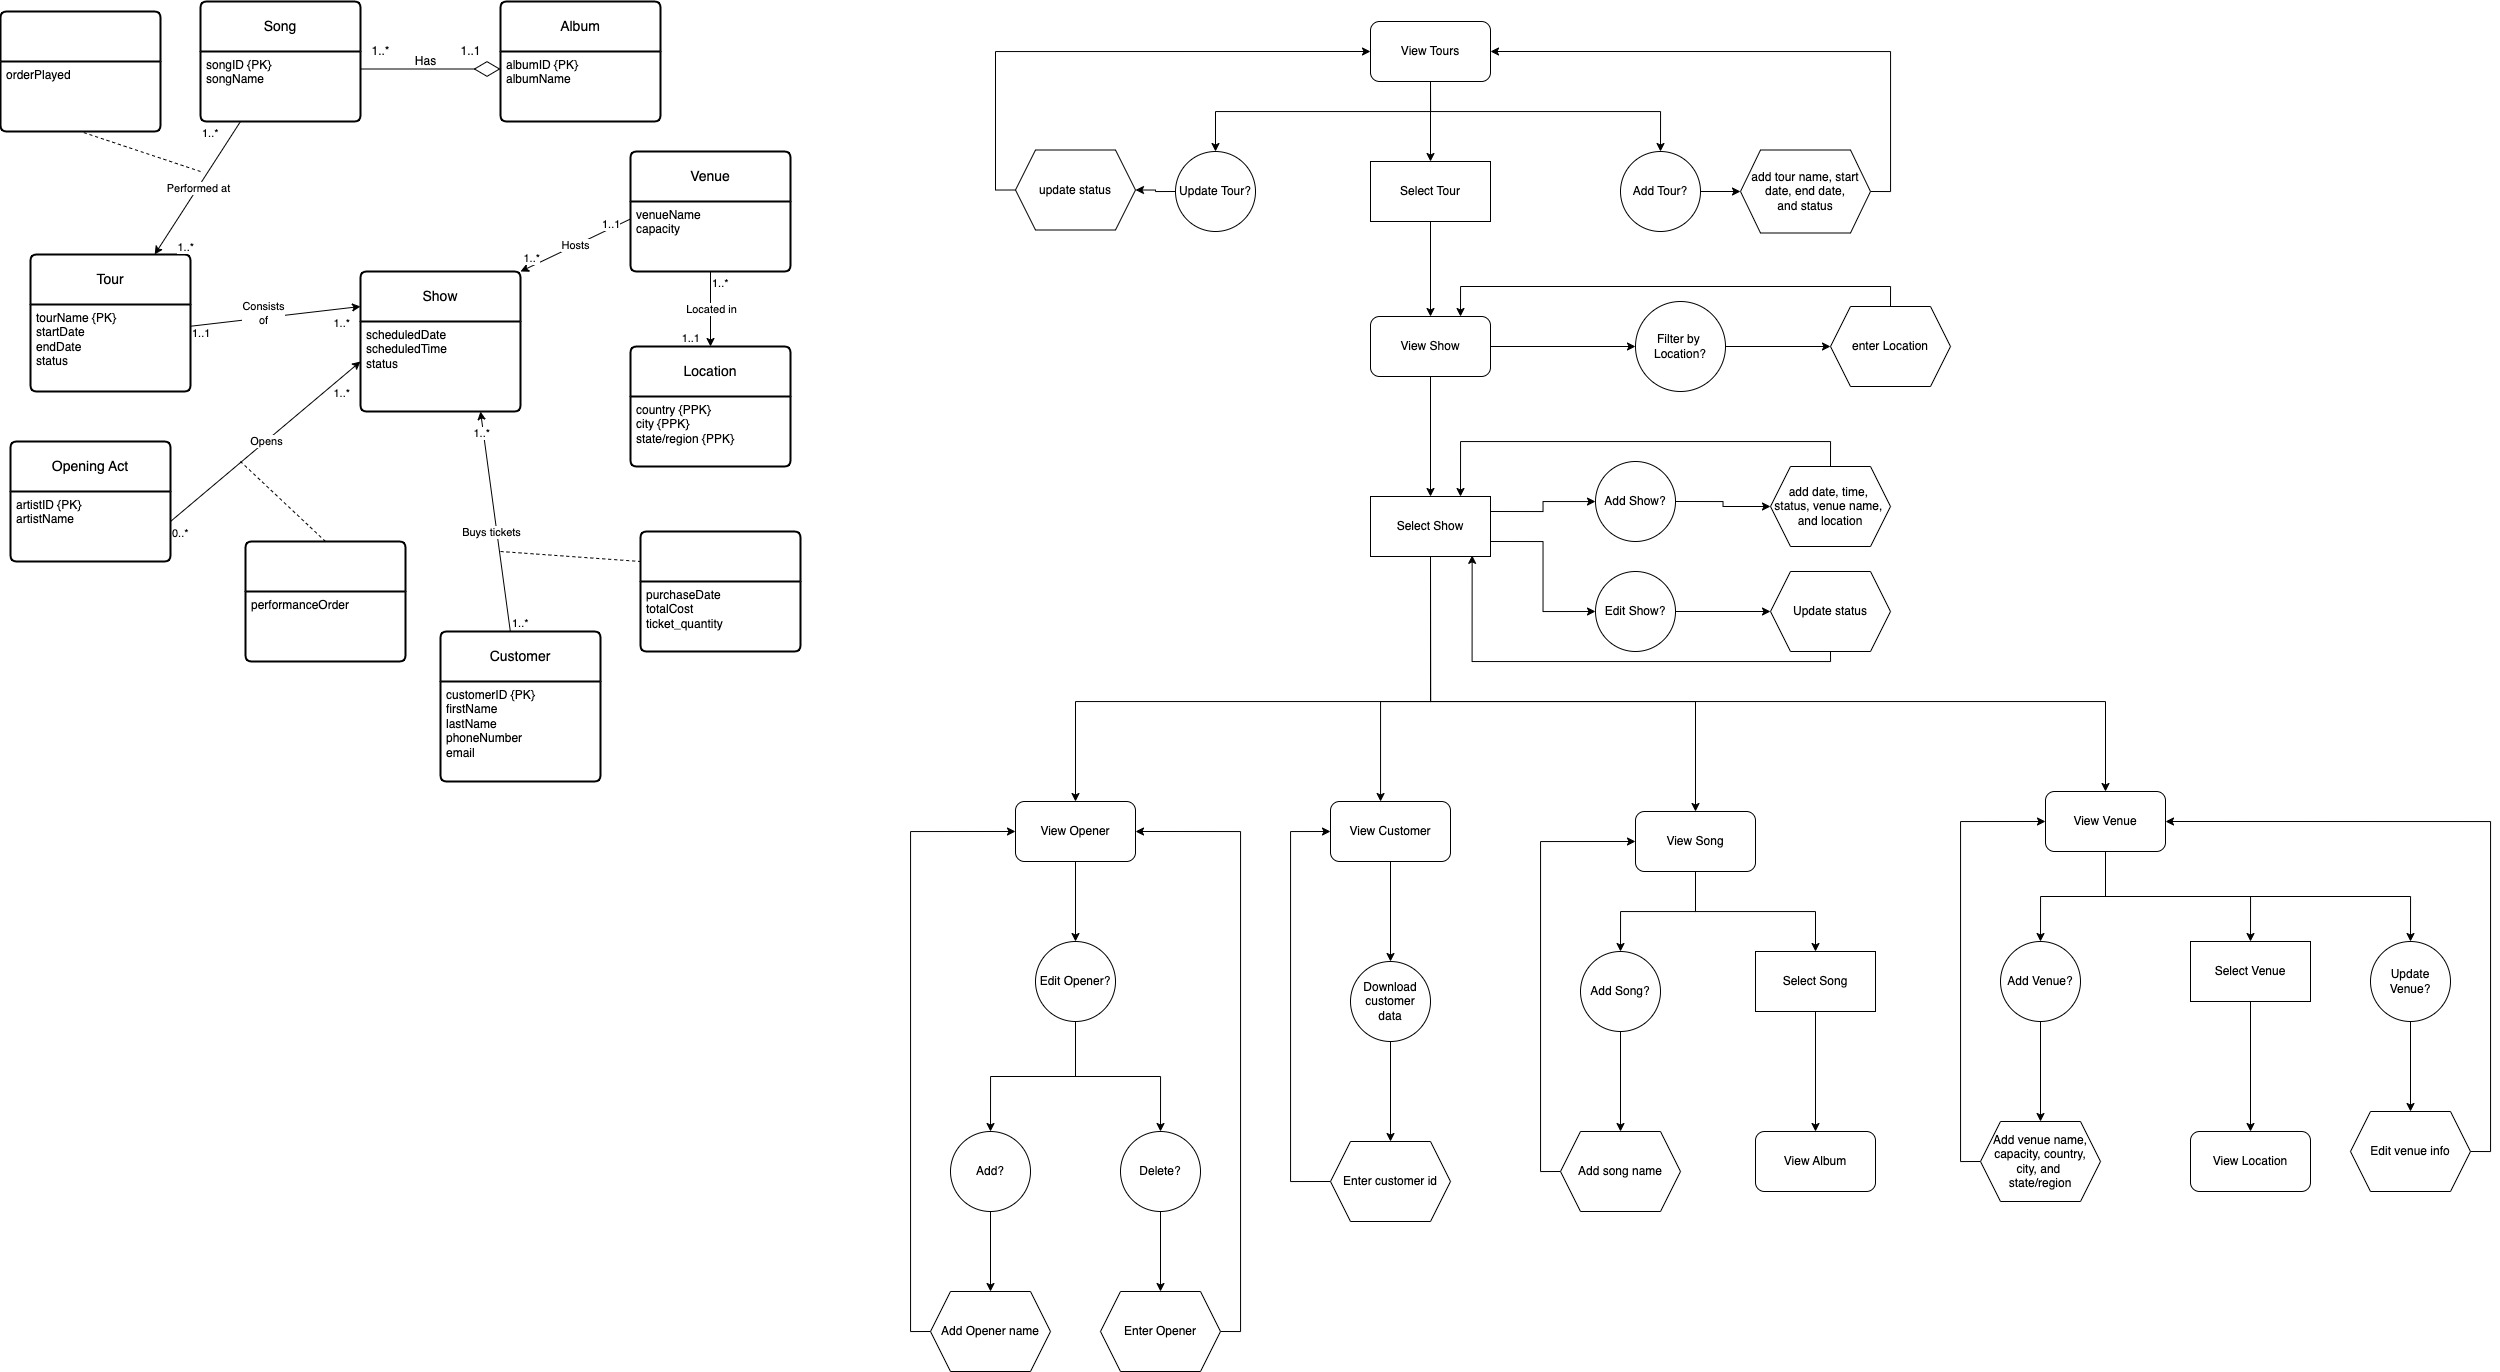 orderPlayed
Song
songID {PK}
songName
1..*
Has
1..1
Album
albumID {PK}
albumName
1..*
Performed at
1..*
Tour
tourName {PK}
startDate
endDate
status
1..1
Consists
of
1..*
Show
scheduledDate
scheduledTime
status
1..*
Hosts
1..1
Venue
venueName
capacity
1..*
Located in
1..1
Location
country {PPK}
city {PPK}
state/region {PPK}
1..*
Opens
0..*
Opening Act
artistID {PK}
artistName
performanceOrder
1..*
Buys tickets
1..*
purchaseDate
totalCost
ticket_quantity
Customer
customerID {PK}
firstName
lastName
phoneNumber
email
View Tours
update status
Update Tour?
Select Tour
Add Tour?
add tour name, start
date, end date,
and status
View Show
Filter by
Location?
enter Location
Select Show
Add Show?
add date, time,
status, venue name,
and location
Edit Show?
Update status
View Opener
View Customer
View Song
View Venue
Edit Opener?
Download
customer
data
Add Song?
Select Song
Add Venue?
Select Venue
Update
Venue?
Add?
Delete?
Enter customer id
Add song name
View Album
Add venue name,
capacity, country,
city, and
state/region
View Location
Edit venue info
Add Opener name
Enter Opener